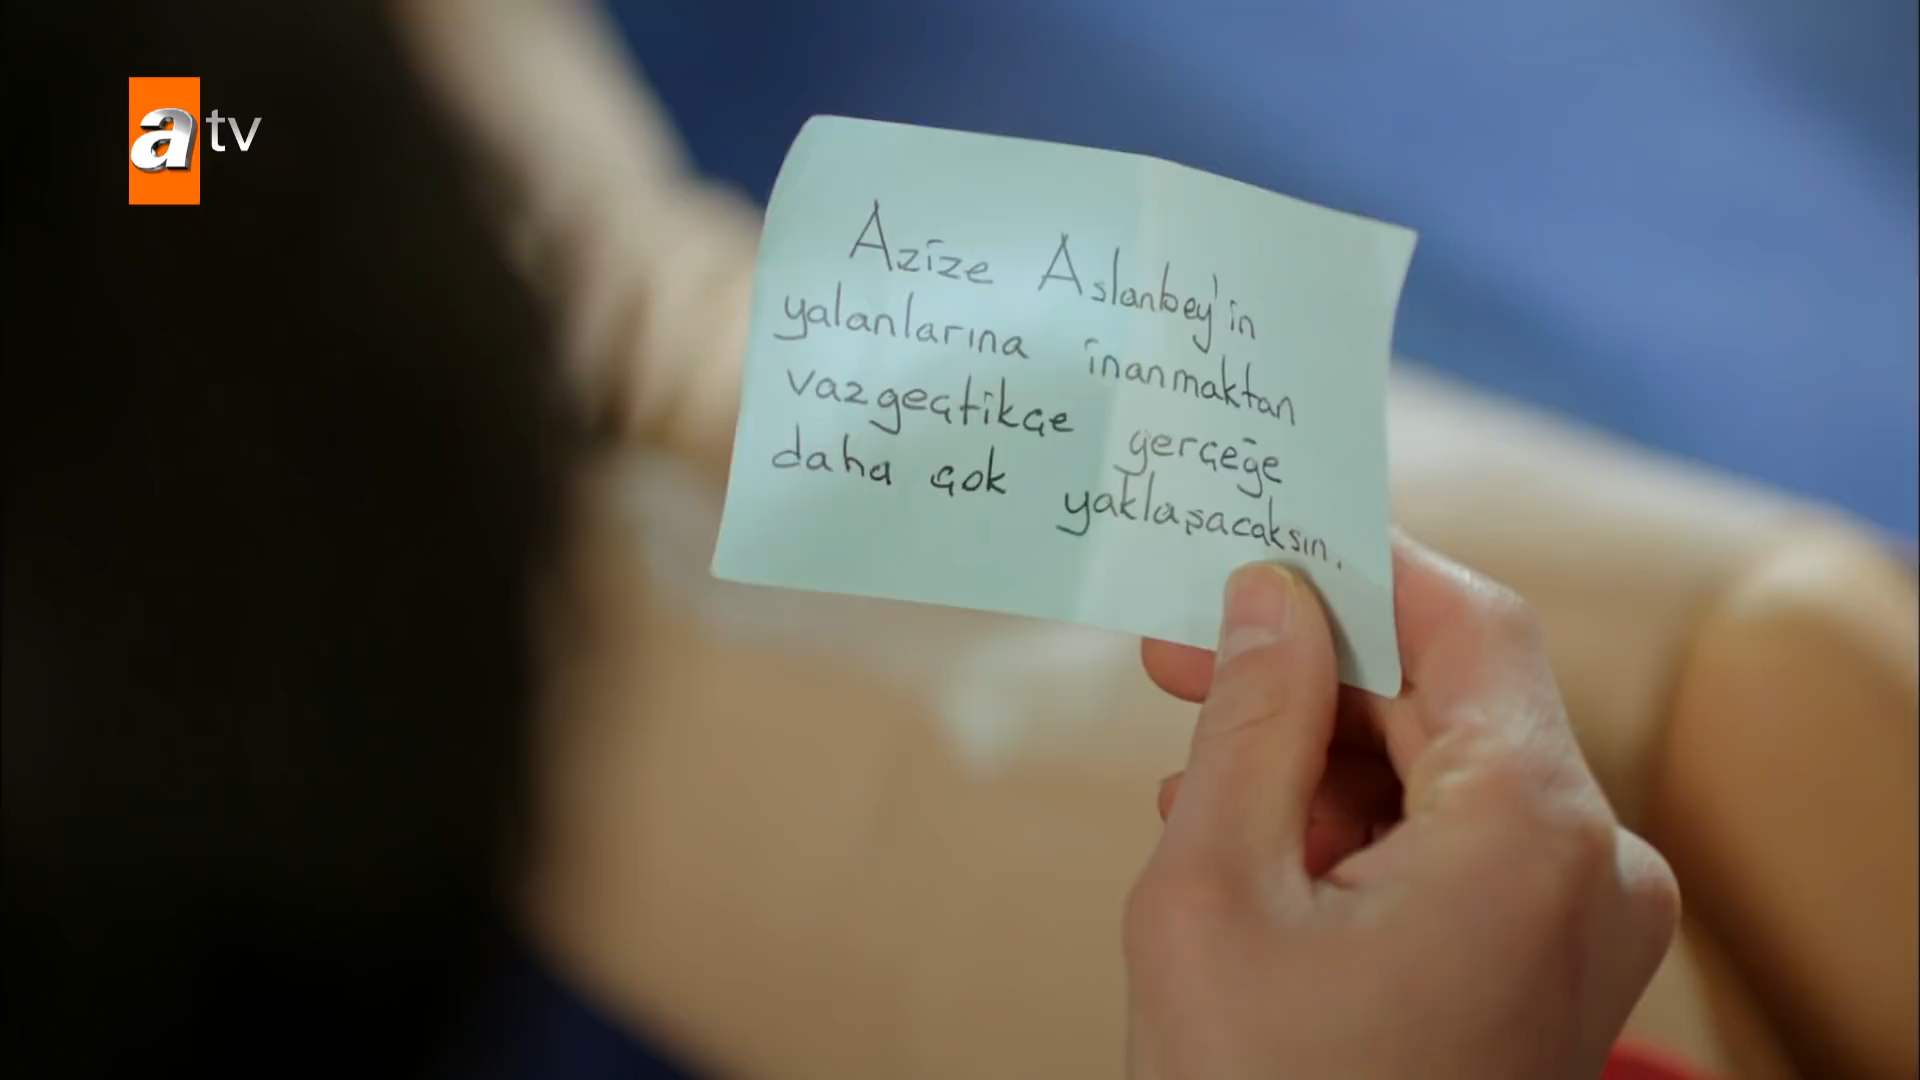 atv
Azize Aslanbey'in
yalanlarına inanmaktan
vazgeçtikçe gerçeğe
daha çok yaklaşacaksın.